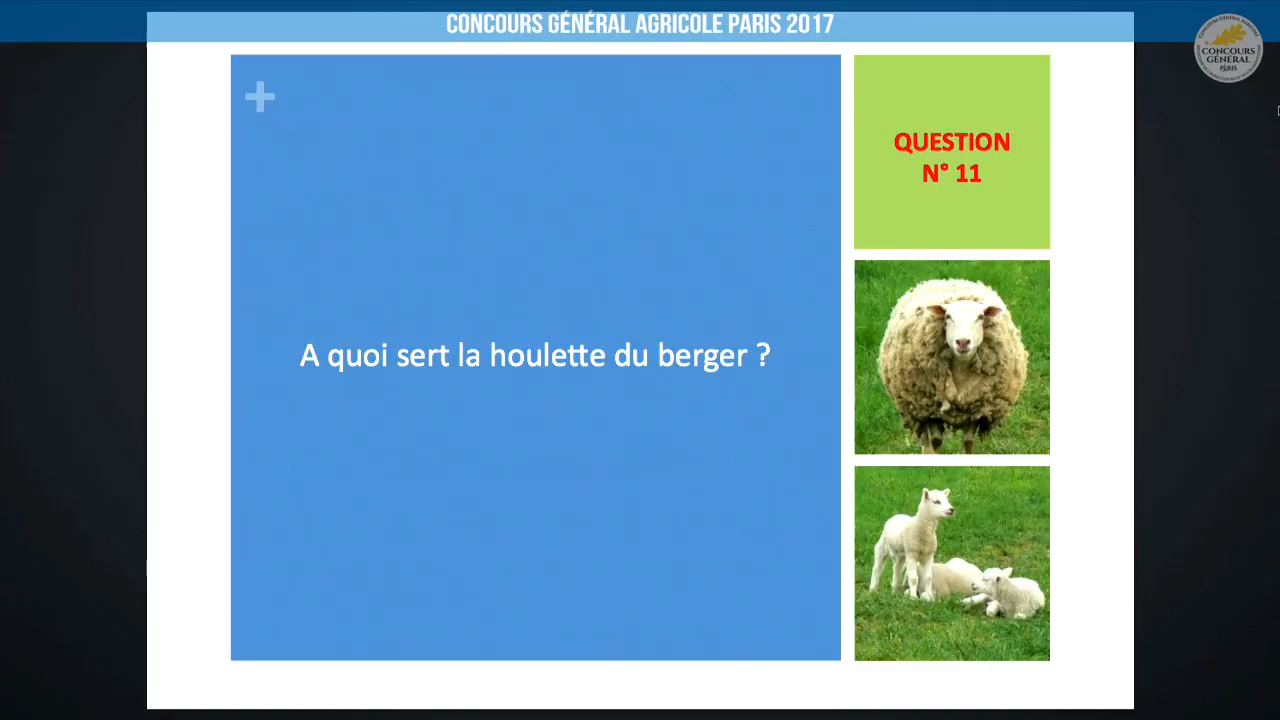 CONCOURS GÉNÉRAL AGRICOLE PARIS 2017
CONCOURS
GÉNÉRAL
PARIS
+
QUESTION
N° 11
A quoi sert la houlette du berger ?